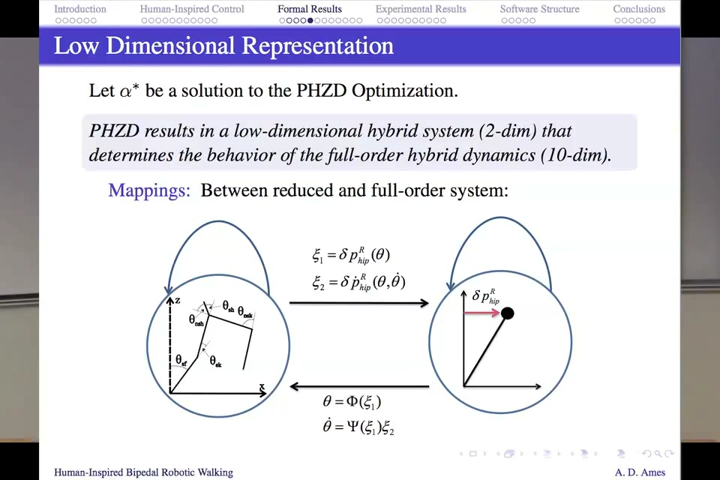 Introduction Human-Inspired Control Formal Results Experimental Results Software Structure Conclusions
Low Dimensional Representation
Let α* be a solution to the PHZD Optimization.
PHZD results in a low-dimensional hybrid system (2-dim) that
determines the behavior of the full-order hybrid dynamics (10-dim).
Mappings: Between reduced and full-order system:
ξ₁ = δp^R_hip(θ)
ξ₂ = δṗ^R_hip(θ,θ̇)
z
θ_sh θ_nsk
θ_nsh
θ_sf θ_sk
x
δp^R_hip
θ = Φ(ξ₁)
θ̇ = Ψ(ξ₁)ξ₂
Human-Inspired Bipedal Robotic Walking A. D. Ames